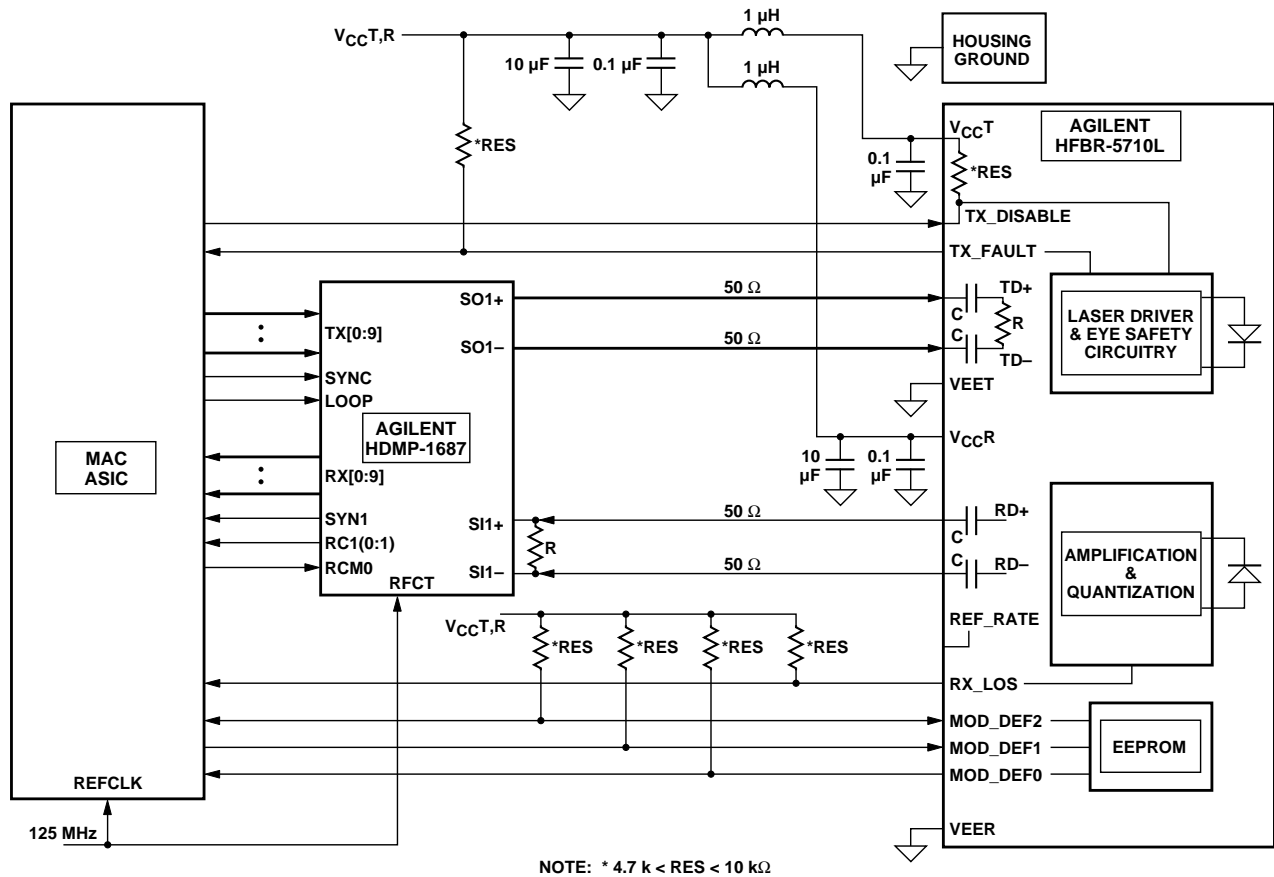 1 µH
VCCT,R
10 µF
0.1 µF
1 µH
HOUSING
GROUND
*RES
VCCT
AGILENT
HFBR-5710L
0.1
µF
*RES
TX_DISABLE
TX_FAULT
SO1+
50 Ω
TD+
C
R
LASER DRIVER
& EYE SAFETY
CIRCUITRY
TX[0:9]
SO1–
50 Ω
C
TD–
SYNC
LOOP
VEET
AGILENT
HDMP-1687
VCCR
MAC
ASIC
10
µF
0.1
µF
RX[0:9]
SYN1
SI1+
50 Ω
RD+
C
RC1(0:1)
R
AMPLIFICATION
&
QUANTIZATION
RCM0
SI1–
50 Ω
C
RD–
RFCT
REF_RATE
VCCT,R
*RES
*RES
*RES
*RES
RX_LOS
MOD_DEF2
MOD_DEF1
EEPROM
MOD_DEF0
REFCLK
125 MHz
VEER
NOTE: * 4.7 k < RES < 10 kΩ